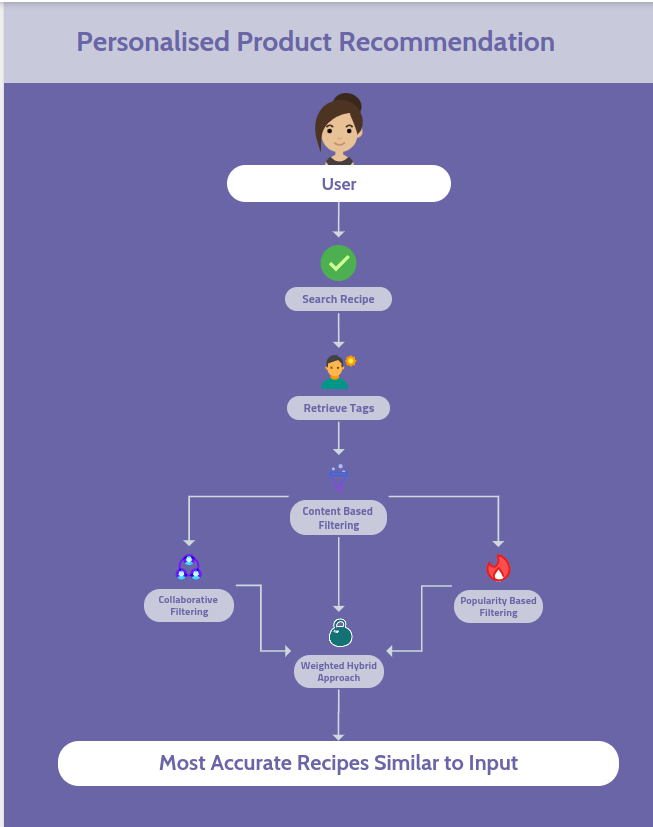 Personalised Product Recommendation
User
Search Recipe
Retrieve Tags
Content Based
Filtering
Collaborative
Filtering
Popularity Based
Filtering
Weighted Hybrid
Approach
Most Accurate Recipes Similar to Input